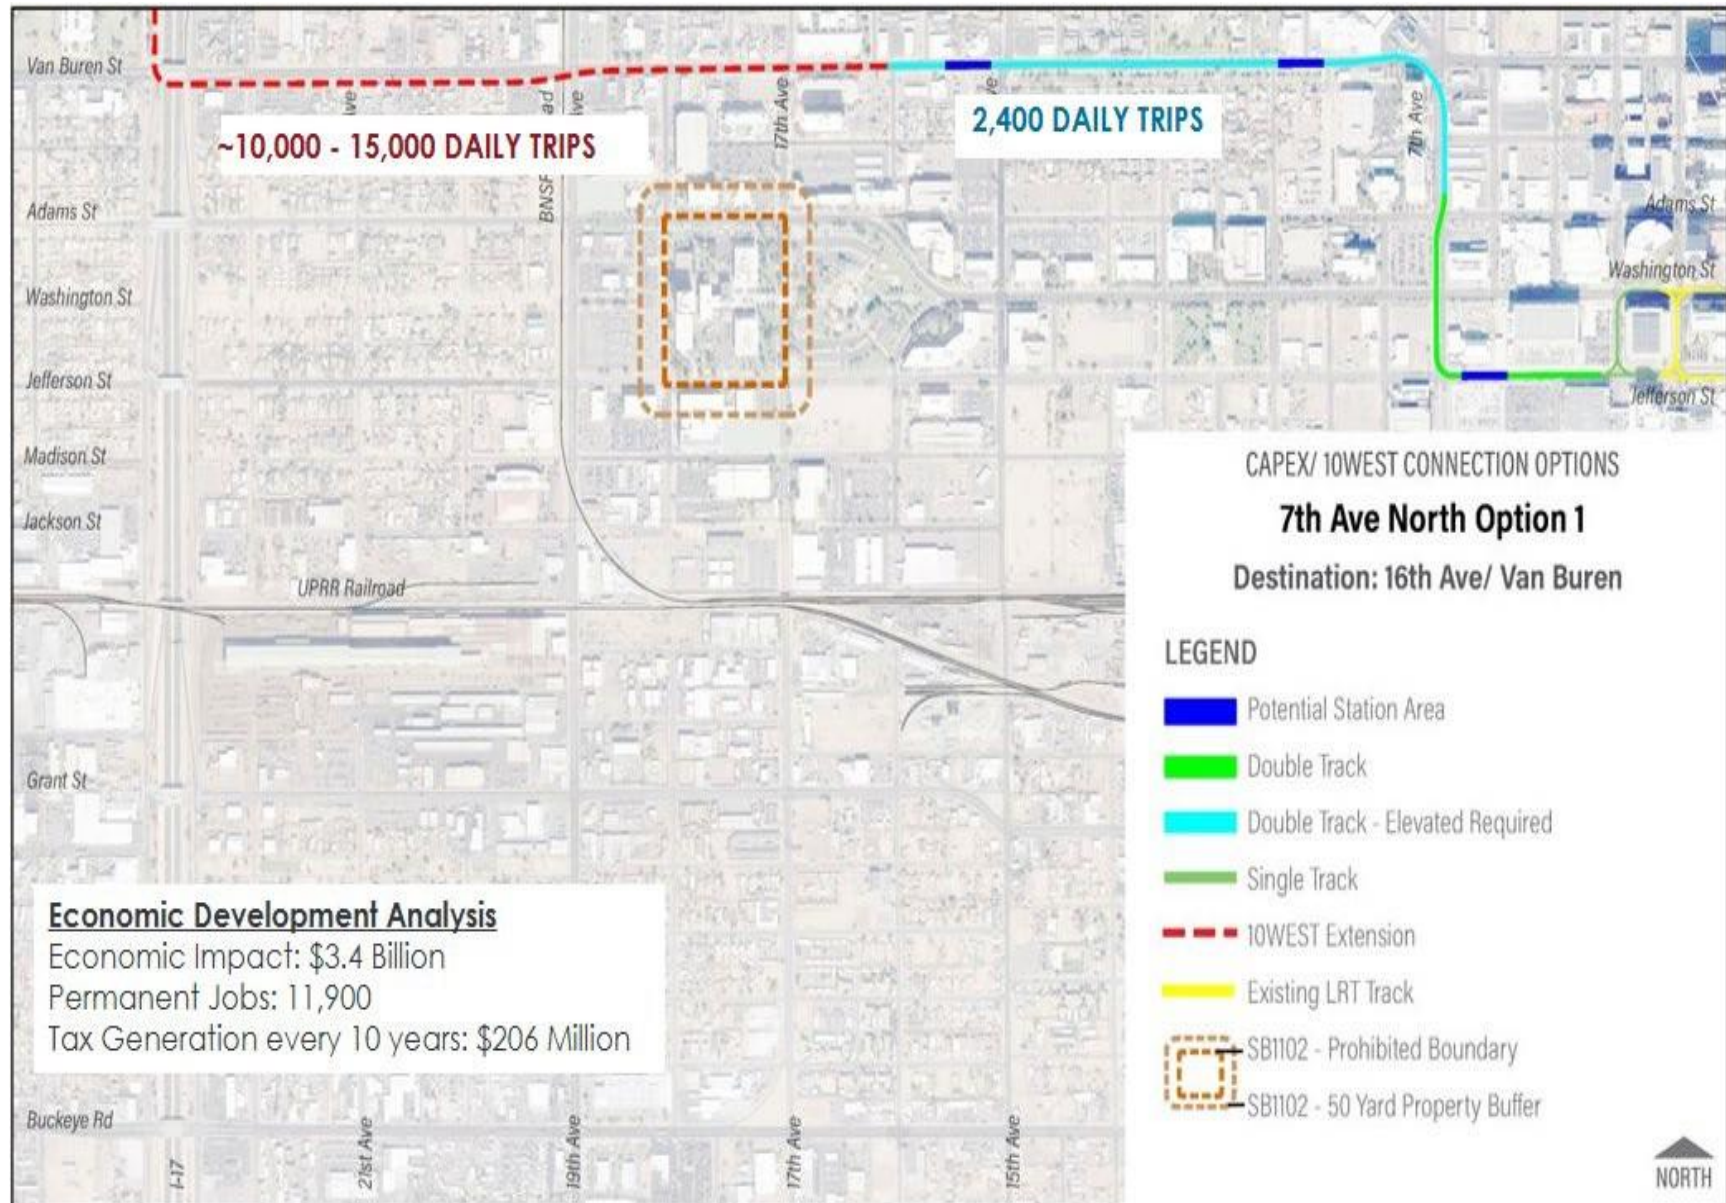 Van Buren St
~10,000 - 15,000 DAILY TRIPS
2,400 DAILY TRIPS
17th Ave
7th Ave
Ave
BNSF
ad
Ave
ve
Adams St
Adams St
Washington St
Washington St
Jefferson St
Jefferson St
Madison St
Jackson St
UPRR Railroad
Grant St
Buckeye Rd
I-17
21st Ave
19th Ave
17th Ave
15th Ave
Economic Development Analysis
Economic Impact: $3.4 Billion
Permanent Jobs: 11,900
Tax Generation every 10 years: $206 Million
CAPEX/ 10WEST CONNECTION OPTIONS
7th Ave North Option 1
Destination: 16th Ave/ Van Buren
LEGEND
Potential Station Area
Double Track
Double Track - Elevated Required
Single Track
10WEST Extension
Existing LRT Track
SB1102 - Prohibited Boundary
SB1102 - 50 Yard Property Buffer
NORTH